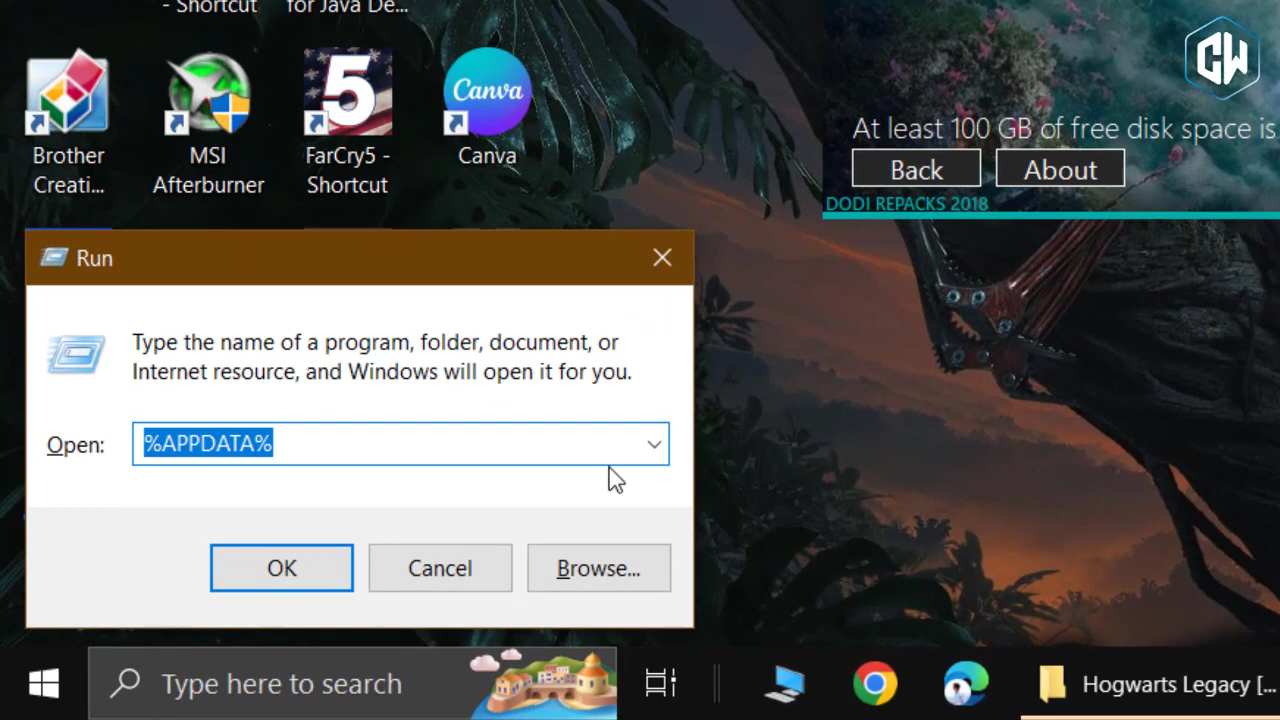 - Shortcut
for Java De...
5
Canva
CW
Brother
Creati...
MSI
Afterburner
FarCry5 -
Shortcut
Canva
At least 100 GB of free disk space is
Back
About
DODI REPACKS 2018
Run
Type the name of a program, folder, document, or
Internet resource, and Windows will open it for you.
Open:
%APPDATA%
OK
Cancel
Browse...
Type here to search
Hogwarts Legacy [...